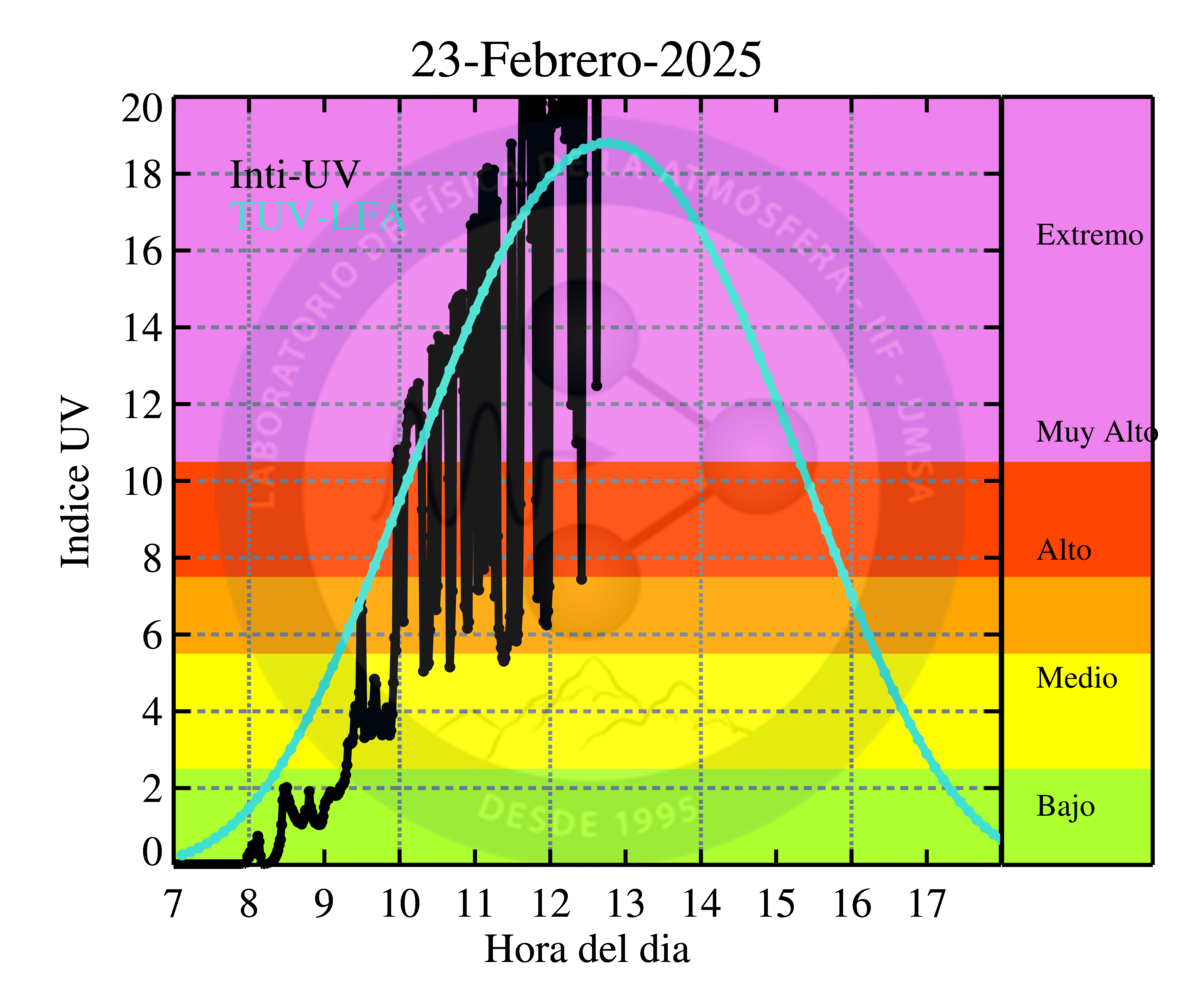 23-Febrero-2025
20
18
16
14
12
10
8
6
4
2
0
Indice UV
Inti-UV
TUV-LFA
LABORATORIO DE FÍSICA DE LA ATMÓSFERA - IIF - UMSA
DESDE 1995
Extremo
Muy Alto
Alto
Medio
Bajo
7 8 9 10 11 12 13 14 15 16 17
Hora del dia